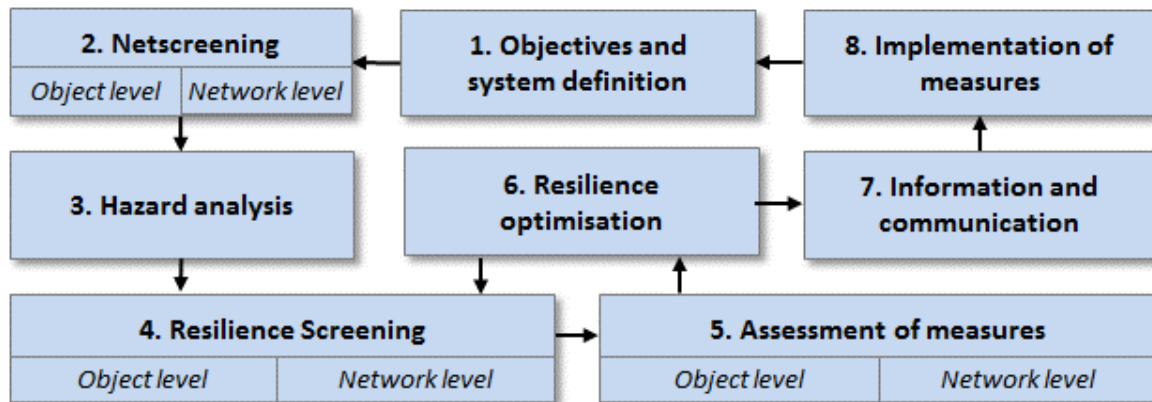 2. Netscreening
Object level
Network level
1. Objectives and
system definition
8. Implementation of
measures
3. Hazard analysis
6. Resilience
optimisation
7. Information and
communication
4. Resilience Screening
Object level
Network level
5. Assessment of measures
Object level
Network level